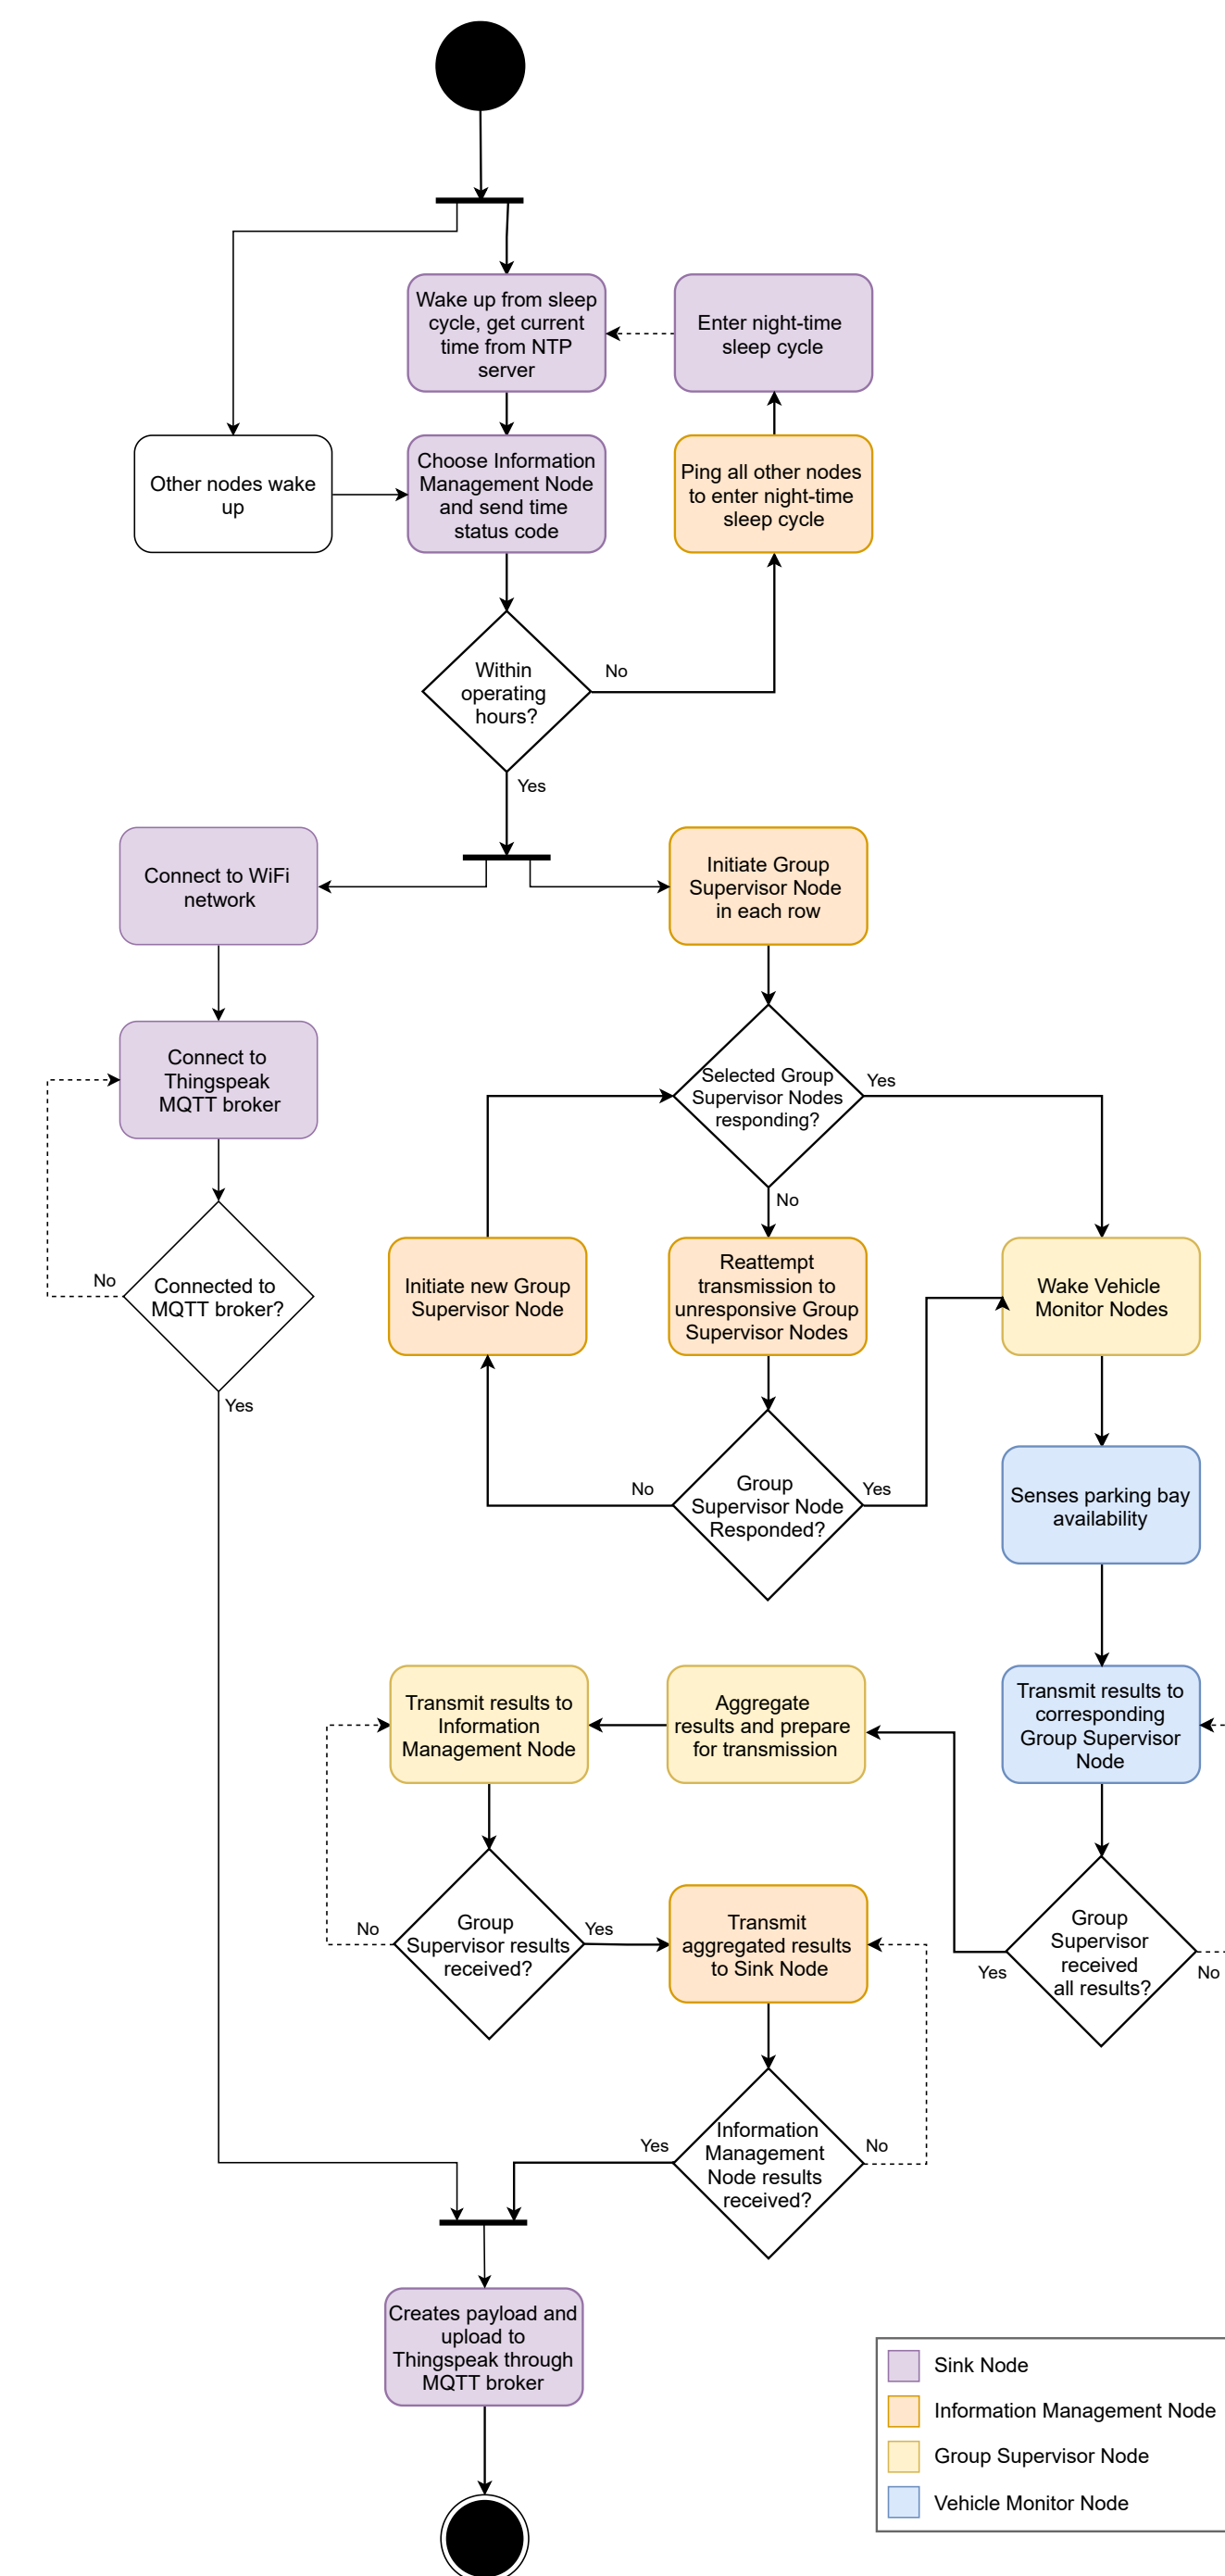 Wake up from sleep
cycle, get current
time from NTP
server
Enter night-time
sleep cycle
Other nodes wake
up
Choose Information
Management Node
and send time
status code
Ping all other nodes
to enter night-time
sleep cycle
Within
operating
hours?
No
Yes
Connect to WiFi
network
Initiate Group
Supervisor Node
in each row
Connect to
Thingspeak
MQTT broker
Selected Group
Supervisor Nodes
responding?
Yes
No
No
Connected to
MQTT broker?
Yes
Initiate new Group
Supervisor Node
Reattempt
transmission to
unresponsive Group
Supervisor Nodes
Wake Vehicle
Monitor Nodes
No
Group
Supervisor Node
Responded?
Yes
Senses parking bay
availability
Transmit results to
Information
Management Node
Aggregate
results and prepare
for transmission
Transmit results to
corresponding
Group Supervisor
Node
No
Group
Supervisor results
received?
Yes
Transmit
aggregated results
to Sink Node
Group
Supervisor
received
all results?
Yes
No
Yes
Information
Management
Node results
received?
No
Creates payload and
upload to
Thingspeak through
MQTT broker
Sink Node
Information Management Node
Group Supervisor Node
Vehicle Monitor Node